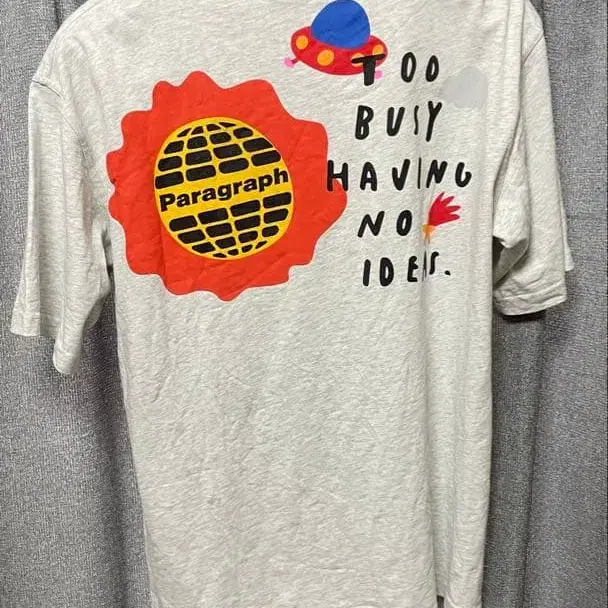 Paragraph
TOO
BUSY
HAVING
NO
IDEAS.